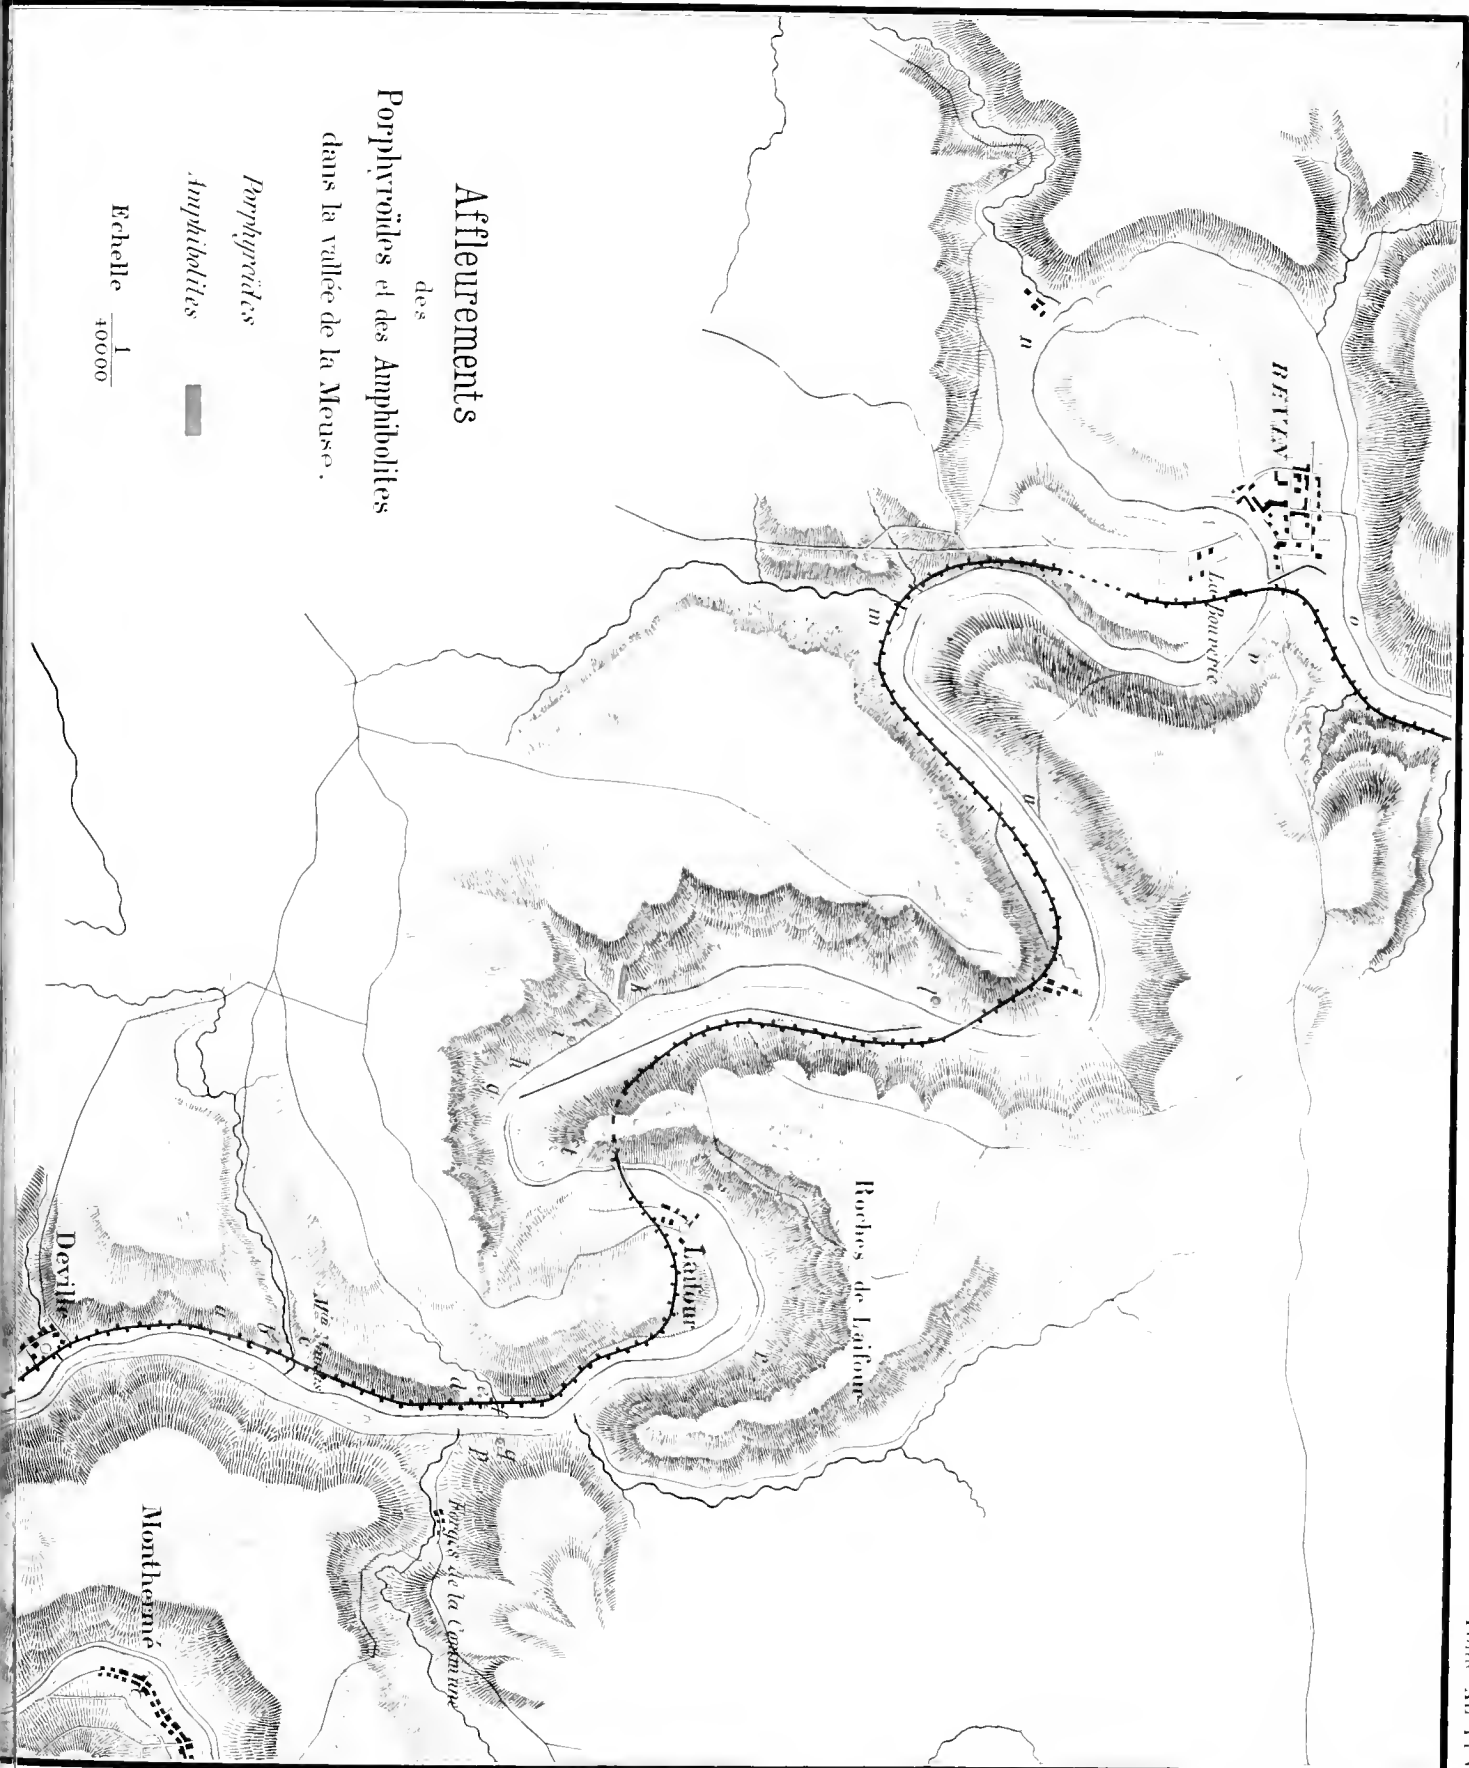 Affleurements
des
Porphyroïdes et des Amphibolites
dans la vallée de la Meuse.
Porphyroïdes
Amphibolites
Echelle 1/40000
REVIN
La Bouverie
Roches de Laifour
Laifour
Deville
Monthermé
Forges de la Commune
n
o
v
m
u
l
k
i
h
g
t
r
a
b
c
d
e
f
q
p